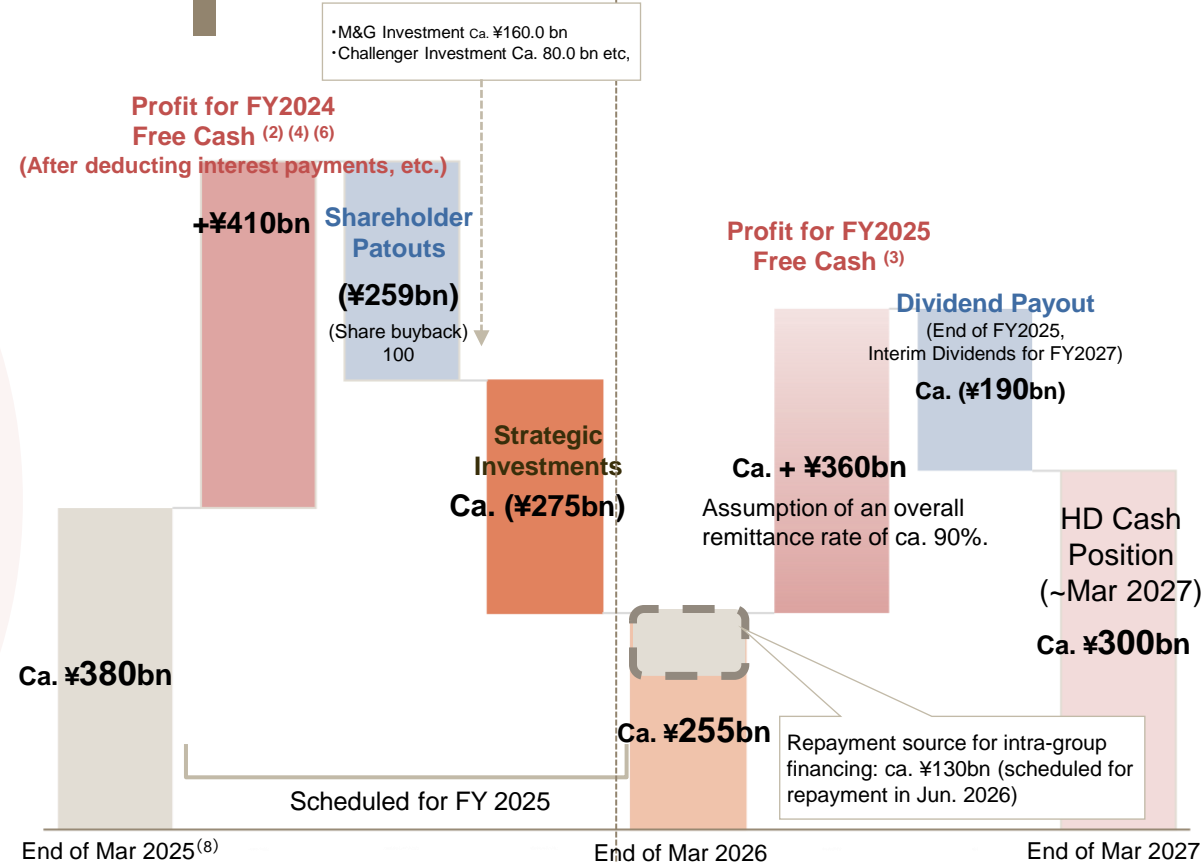 ・M&G Investment Ca. ¥160.0 bn
・Challenger Investment Ca. 80.0 bn etc,
Profit for FY2024
Free Cash (2) (4) (6)
(After deducting interest payments, etc.)
+¥410bn
Shareholder
Patouts
(¥259bn)
(Share buyback)
100
Strategic
Investments
Ca. (¥275bn)
Profit for FY2025
Free Cash (3)
Ca. + ¥360bn
Assumption of an overall
remittance rate of ca. 90%.
Dividend Payout
(End of FY2025,
Interim Dividends for FY2027)
Ca. (¥190bn)
HD Cash
Position
(~Mar 2027)
Ca. ¥300bn
Ca. ¥380bn
Ca. ¥255bn
Repayment source for intra-group
financing: ca. ¥130bn (scheduled for
repayment in Jun. 2026)
Scheduled for FY 2025
End of Mar 2025(8)
End of Mar 2026
End of Mar 2027